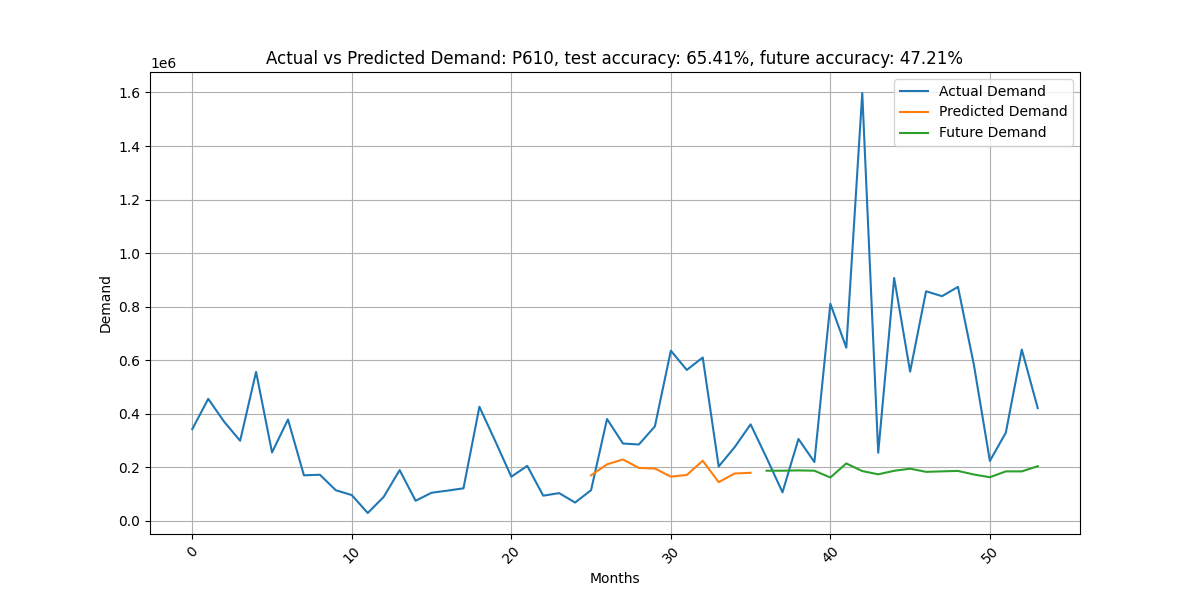 Actual vs Predicted Demand: P610, test accuracy: 65.41%, future accuracy: 47.21%
1e6
Actual Demand
Predicted Demand
Future Demand
1.6
1.4
1.2
1.0
0.8
0.6
0.4
0.2
0.0
Demand
0
10
20
30
40
50
Months